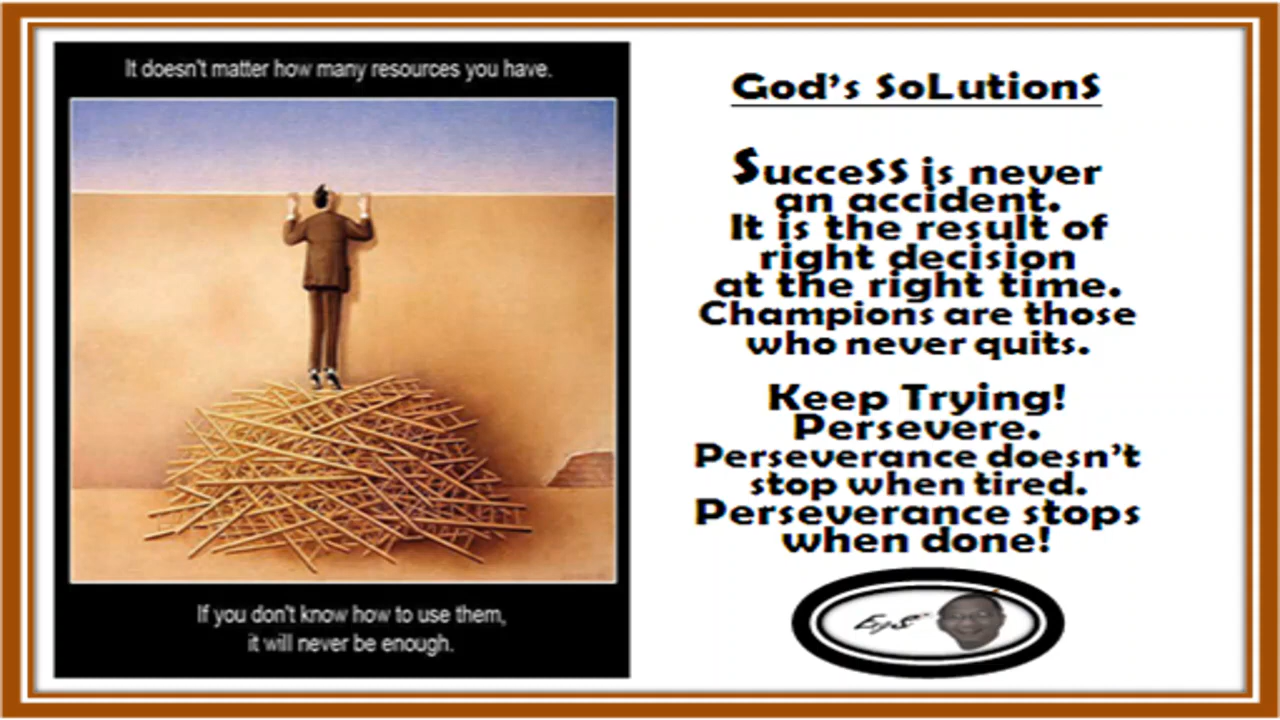 It doesn't matter how many resources you have.
If you don't know how to use them,
it will never be enough.
God's SoLutionS
SucceSS is never
an accident.
It is the result of
right decision
at the right time.
Champions are those
who never quits.
Keep Trying!
Persevere.
Perseverance doesn't
stop when tired.
Perseverance stops
when done!